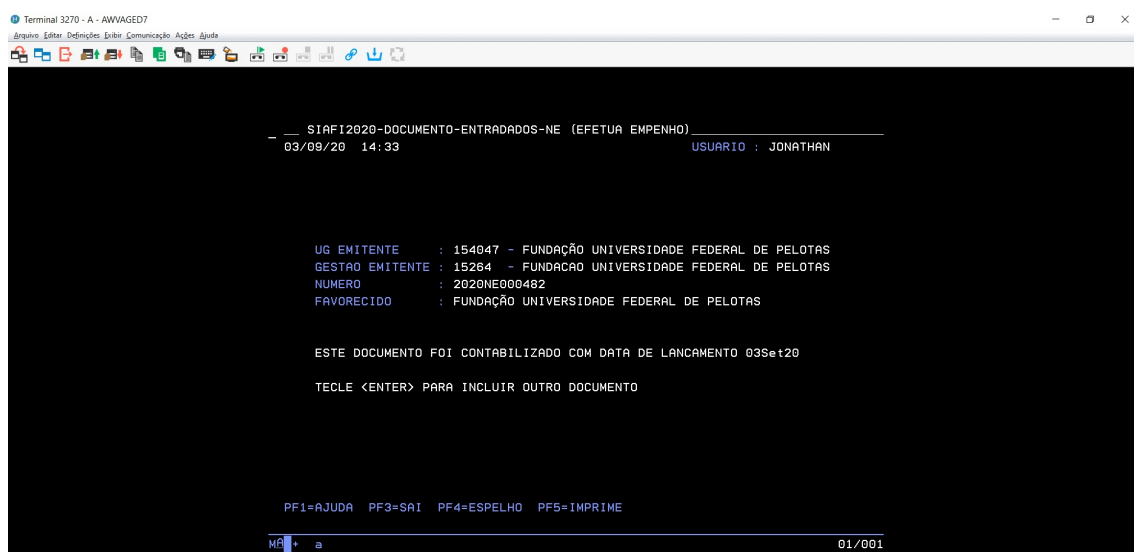 Terminal 3270 - A - AWVAGED7
Arquivo Editar Definições Exibir Comunicação Ações Ajuda
__ SIAFI2020-DOCUMENTO-ENTRADADOS-NE (EFETUA EMPENHO)_________________________
03/09/20 14:33 USUARIO : JONATHAN
UG EMITENTE : 154047 - FUNDAÇÃO UNIVERSIDADE FEDERAL DE PELOTAS
GESTAO EMITENTE : 15264 - FUNDACAO UNIVERSIDADE FEDERAL DE PELOTAS
NUMERO : 2020NE000482
FAVORECIDO : FUNDAÇÃO UNIVERSIDADE FEDERAL DE PELOTAS
ESTE DOCUMENTO FOI CONTABILIZADO COM DATA DE LANCAMENTO 03Set20
TECLE <ENTER> PARA INCLUIR OUTRO DOCUMENTO
PF1=AJUDA PF3=SAI PF4=ESPELHO PF5=IMPRIME
MA + a 01/001